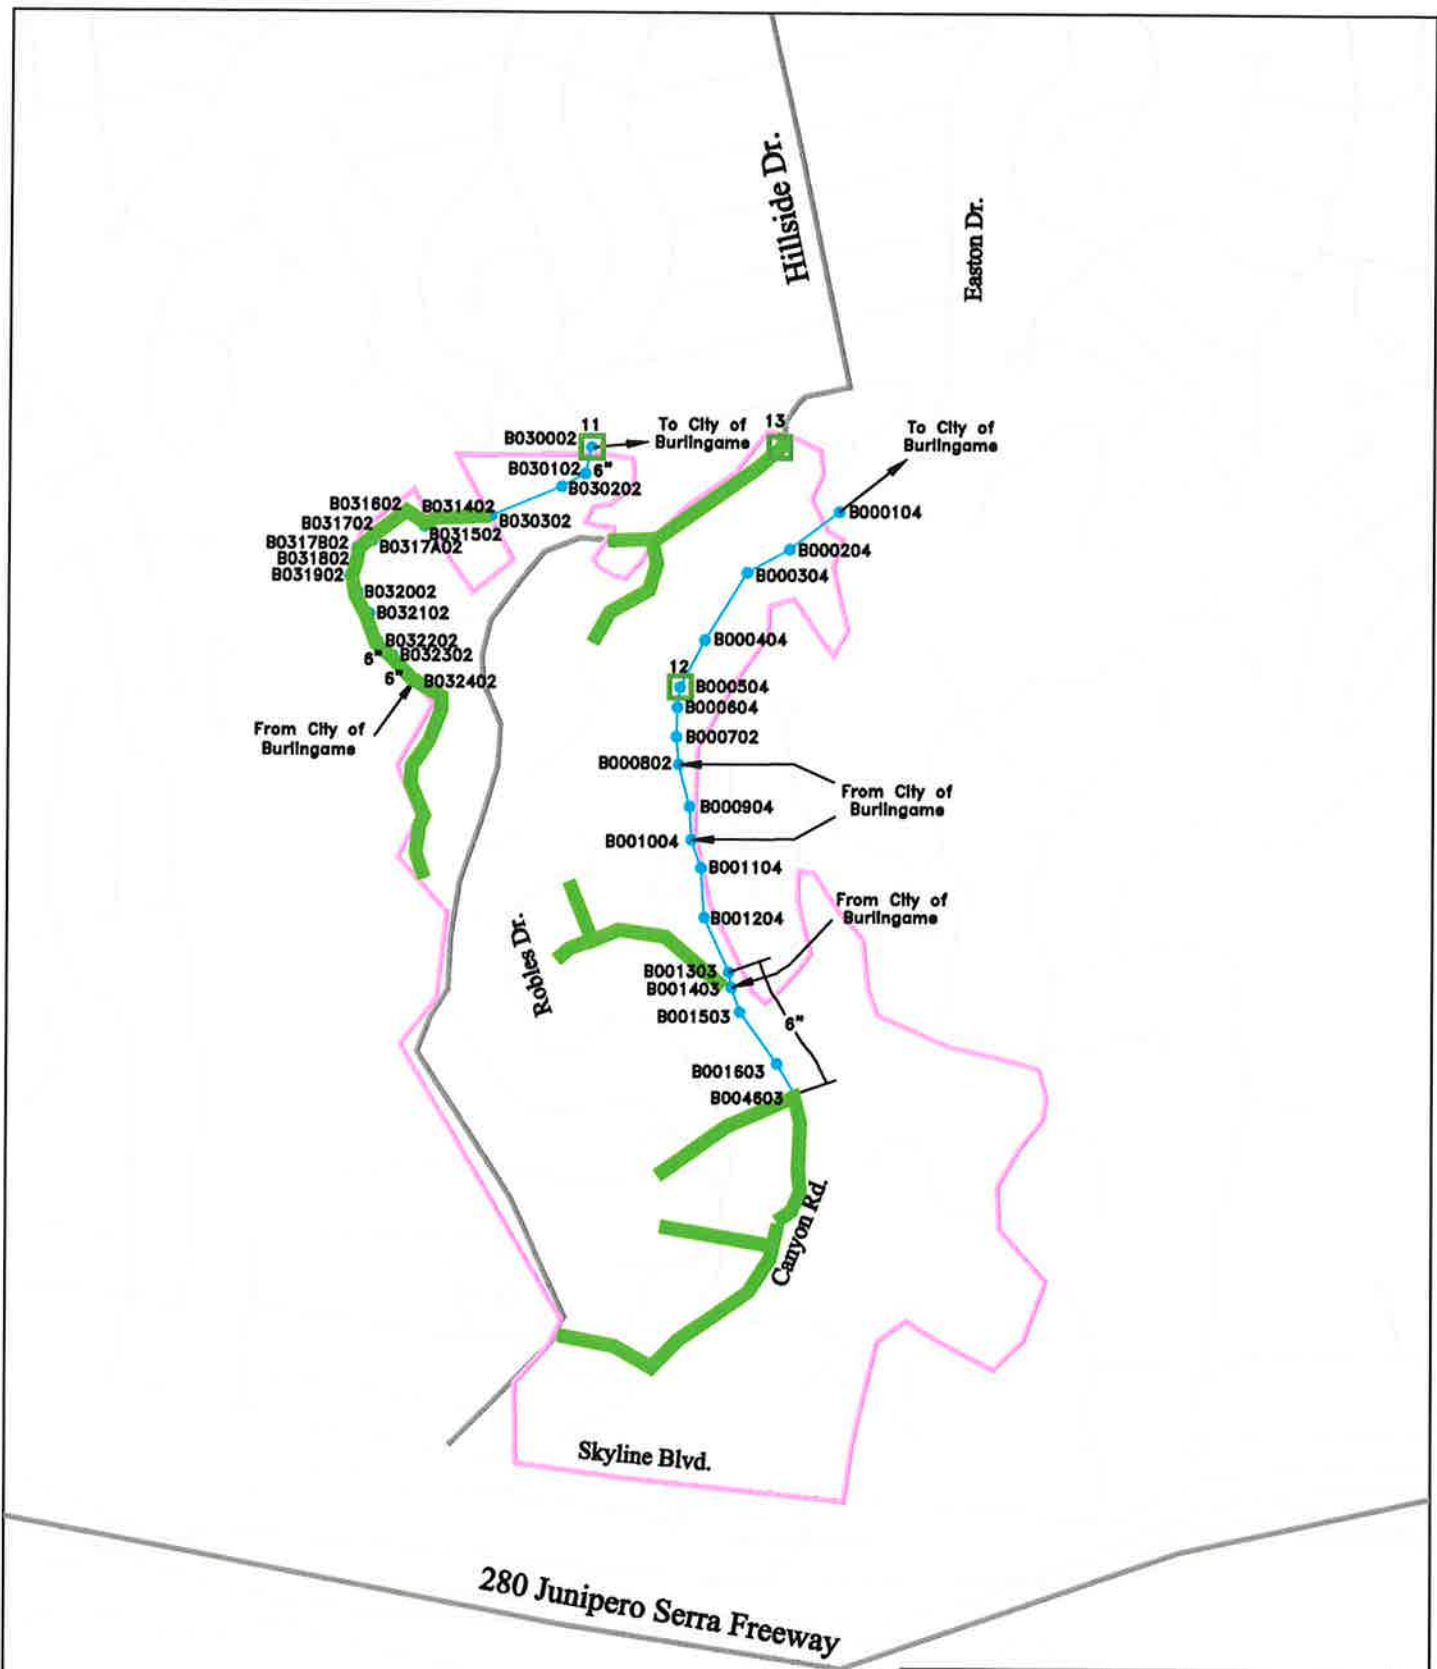 Hillside Dr.
Easton Dr.
11
B030002
To City of
Burlingame
13
To City of
Burlingame
B030102
6"
B030202
B031602
B031402
B030302
B000104
B031702
B031502
B0317B02
B0317A02
B000204
B031802
B031902
B000304
B032002
B032102
B032202
B000404
6"
B032302
12
6"
B032402
B000504
B000604
From City of
Burlingame
B000702
B000802
From City of
Burlingame
B000904
B001004
B001104
From City of
Burlingame
B001204
Robles Dr.
B001303
B001403
B001503
6"
B001603
B004603
Canyon Rd.
Skyline Blvd.
280 Junipero Serra Freeway